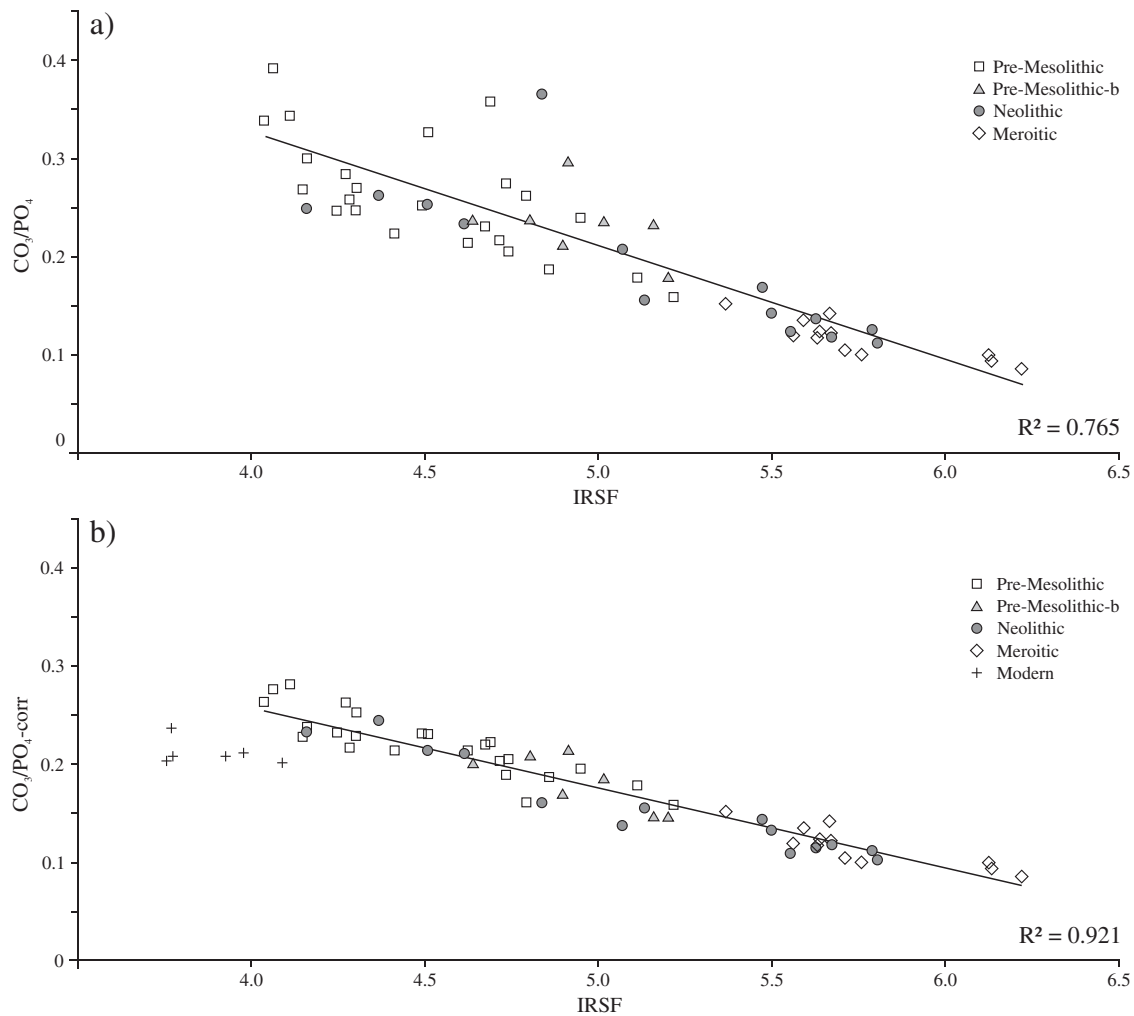 a)
0.4
0.3
0.2
0.1
0
CO₃/PO₄
Pre-Mesolithic
Pre-Mesolithic-b
Neolithic
Meroitic
R² = 0.765
4.0 4.5 5.0 5.5 6.0 6.5
IRSF
b)
0.4
0.3
0.2
0.1
0
CO₃/PO₄-corr
Pre-Mesolithic
Pre-Mesolithic-b
Neolithic
Meroitic
Modern
R² = 0.921
4.0 4.5 5.0 5.5 6.0 6.5
IRSF